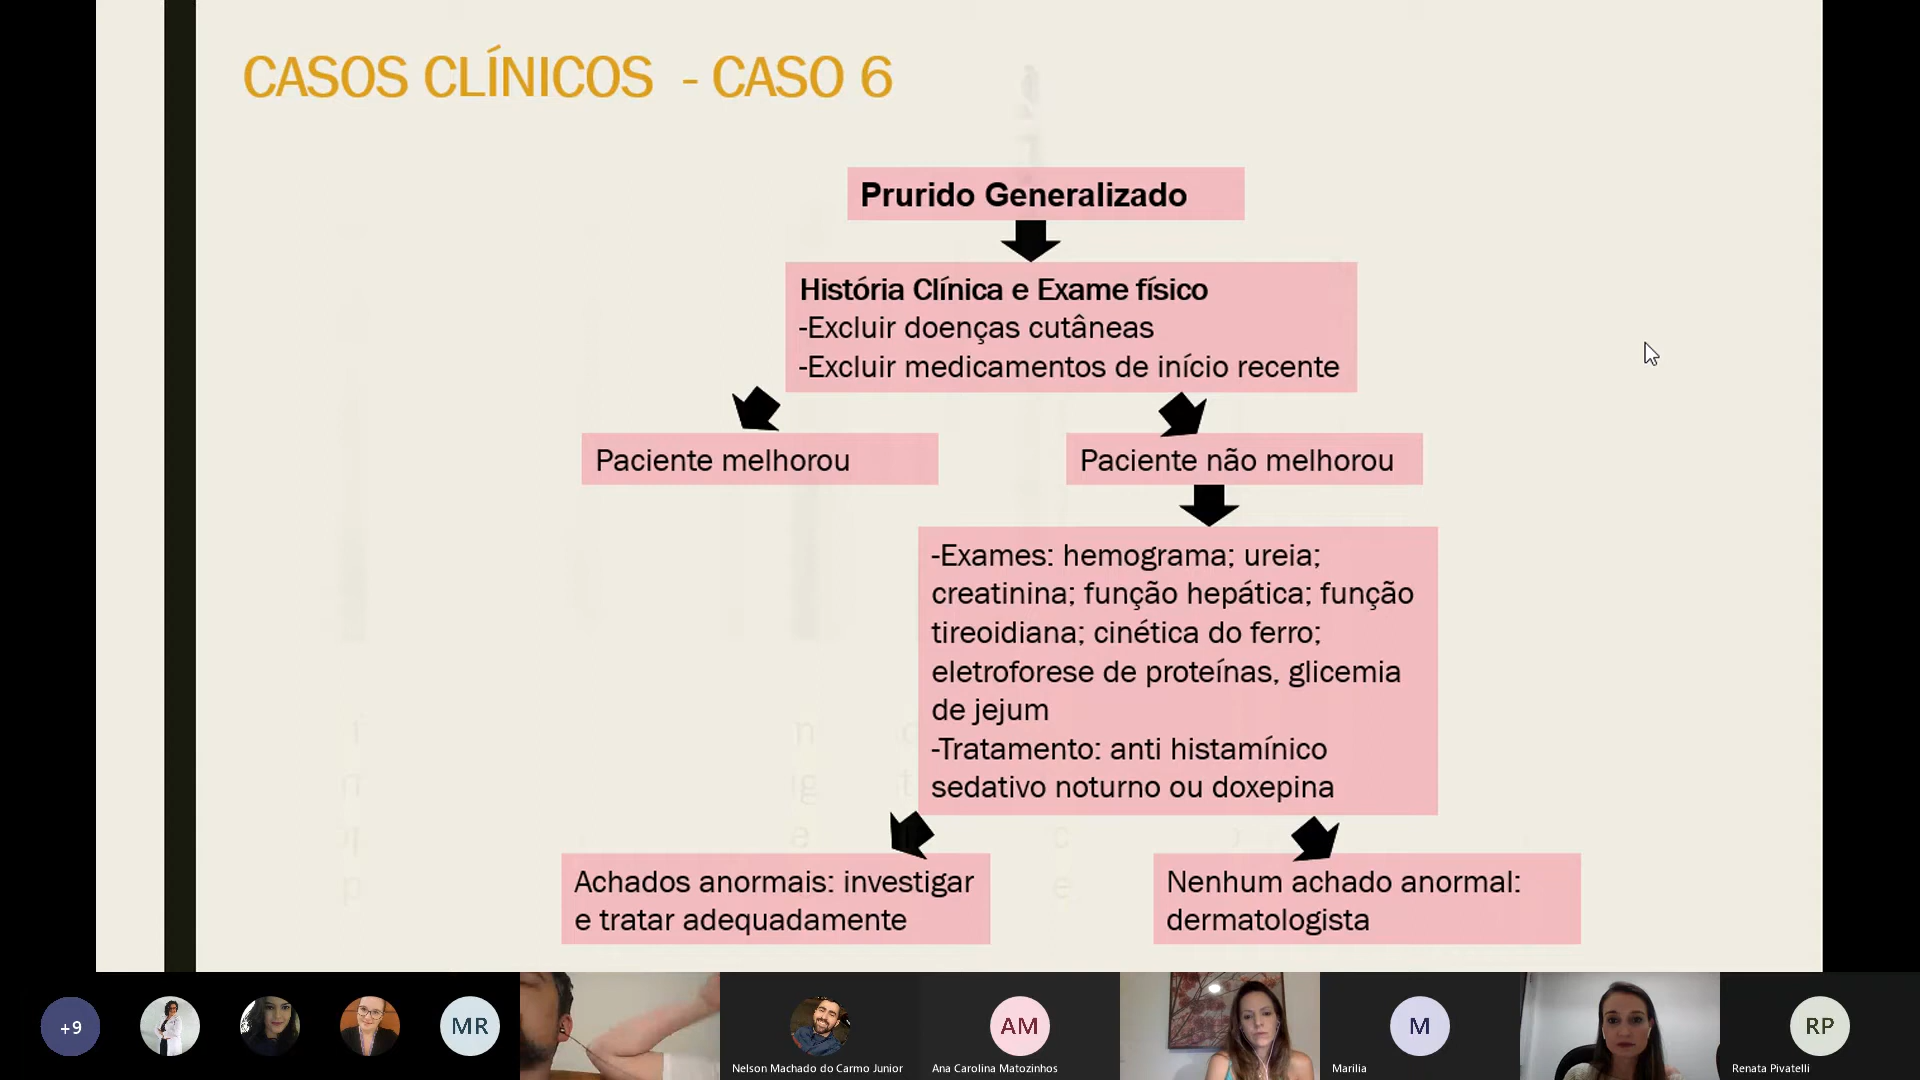 CASOS CLÍNICOS - CASO 6
Prurido Generalizado
História Clínica e Exame físico
-Excluir doenças cutâneas
-Excluir medicamentos de início recente
Paciente melhorou
Paciente não melhorou
-Exames: hemograma; ureia;
creatinina; função hepática; função
tireoidiana; cinética do ferro;
eletroforese de proteínas, glicemia
de jejum
-Tratamento: anti histamínico
sedativo noturno ou doxepina
Achados anormais: investigar
e tratar adequadamente
Nenhum achado anormal:
dermatologista
+9
MR
Nelson Machado do Carmo Junior
AM
Ana Carolina Matozinhos
M
Marilia
RP
Renata Pivatelli